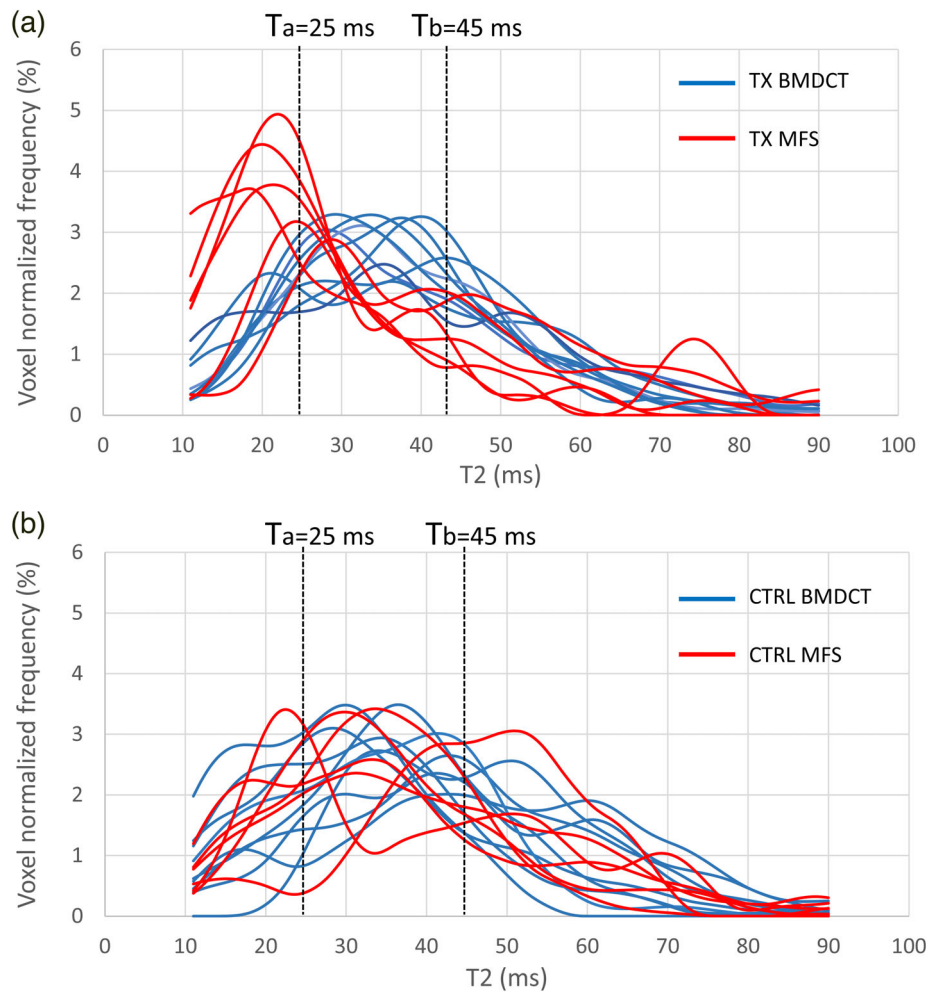 (a)
Ta=25 ms Tb=45 ms
6
5
4
3
2
1
0
Voxel normalized frequency (%)
TX BMDCT
TX MFS
0 10 20 30 40 50 60 70 80 90 100
T2 (ms)
(b)
Ta=25 ms Tb=45 ms
6
5
4
3
2
1
0
Voxel normalized frequency (%)
CTRL BMDCT
CTRL MFS
0 10 20 30 40 50 60 70 80 90 100
T2 (ms)